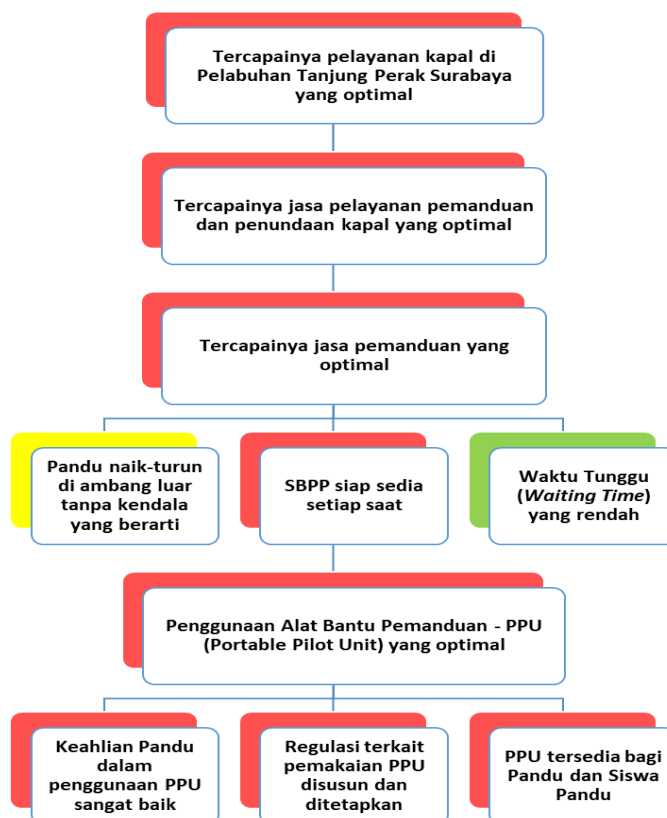 Tercapainya pelayanan kapal di
Pelabuhan Tanjung Perak Surabaya
yang optimal
Tercapainya jasa pelayanan pemanduan
dan penundaan kapal yang optimal
Tercapainya jasa pemanduan yang
optimal
Pandu naik-turun
di ambang luar
tanpa kendala
yang berarti
SBPP siap sedia
setiap saat
Waktu Tunggu
(Waiting Time)
yang rendah
Penggunaan Alat Bantu Pemanduan - PPU
(Portable Pilot Unit) yang optimal
Keahlian Pandu
dalam
penggunaan PPU
sangat baik
Regulasi terkait
pemakaian PPU
disusun dan
ditetapkan
PPU tersedia bagi
Pandu dan Siswa
Pandu